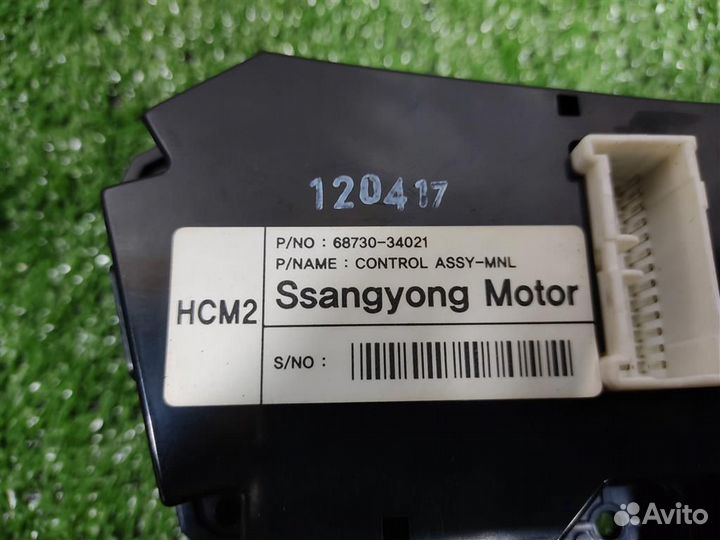 120417
P/NO : 68730-34021
P/NAME : CONTROL ASSY-MNL
HCM2
Ssangyong Motor
S/NO :
Avito